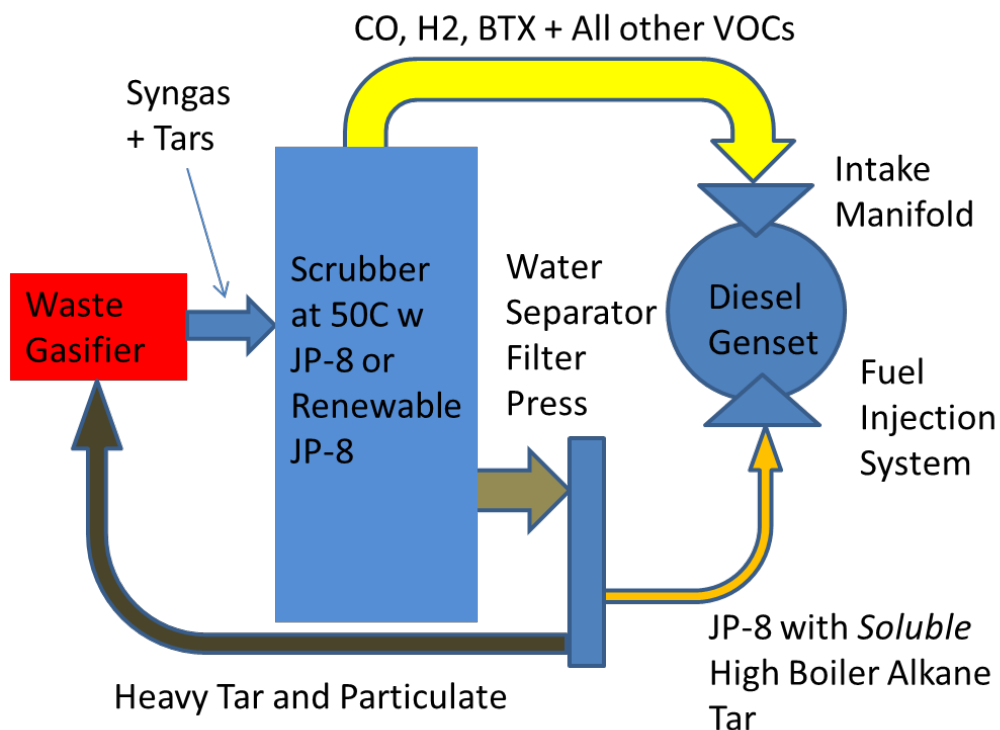 CO, H2, BTX + All other VOCs
Syngas
+ Tars
Intake
Manifold
Waste
Gasifier
Scrubber
at 50C w
JP-8 or
Renewable
JP-8
Water
Separator
Filter
Press
Diesel
Genset
Fuel
Injection
System
JP-8 with Soluble
High Boiler Alkane
Tar
Heavy Tar and Particulate